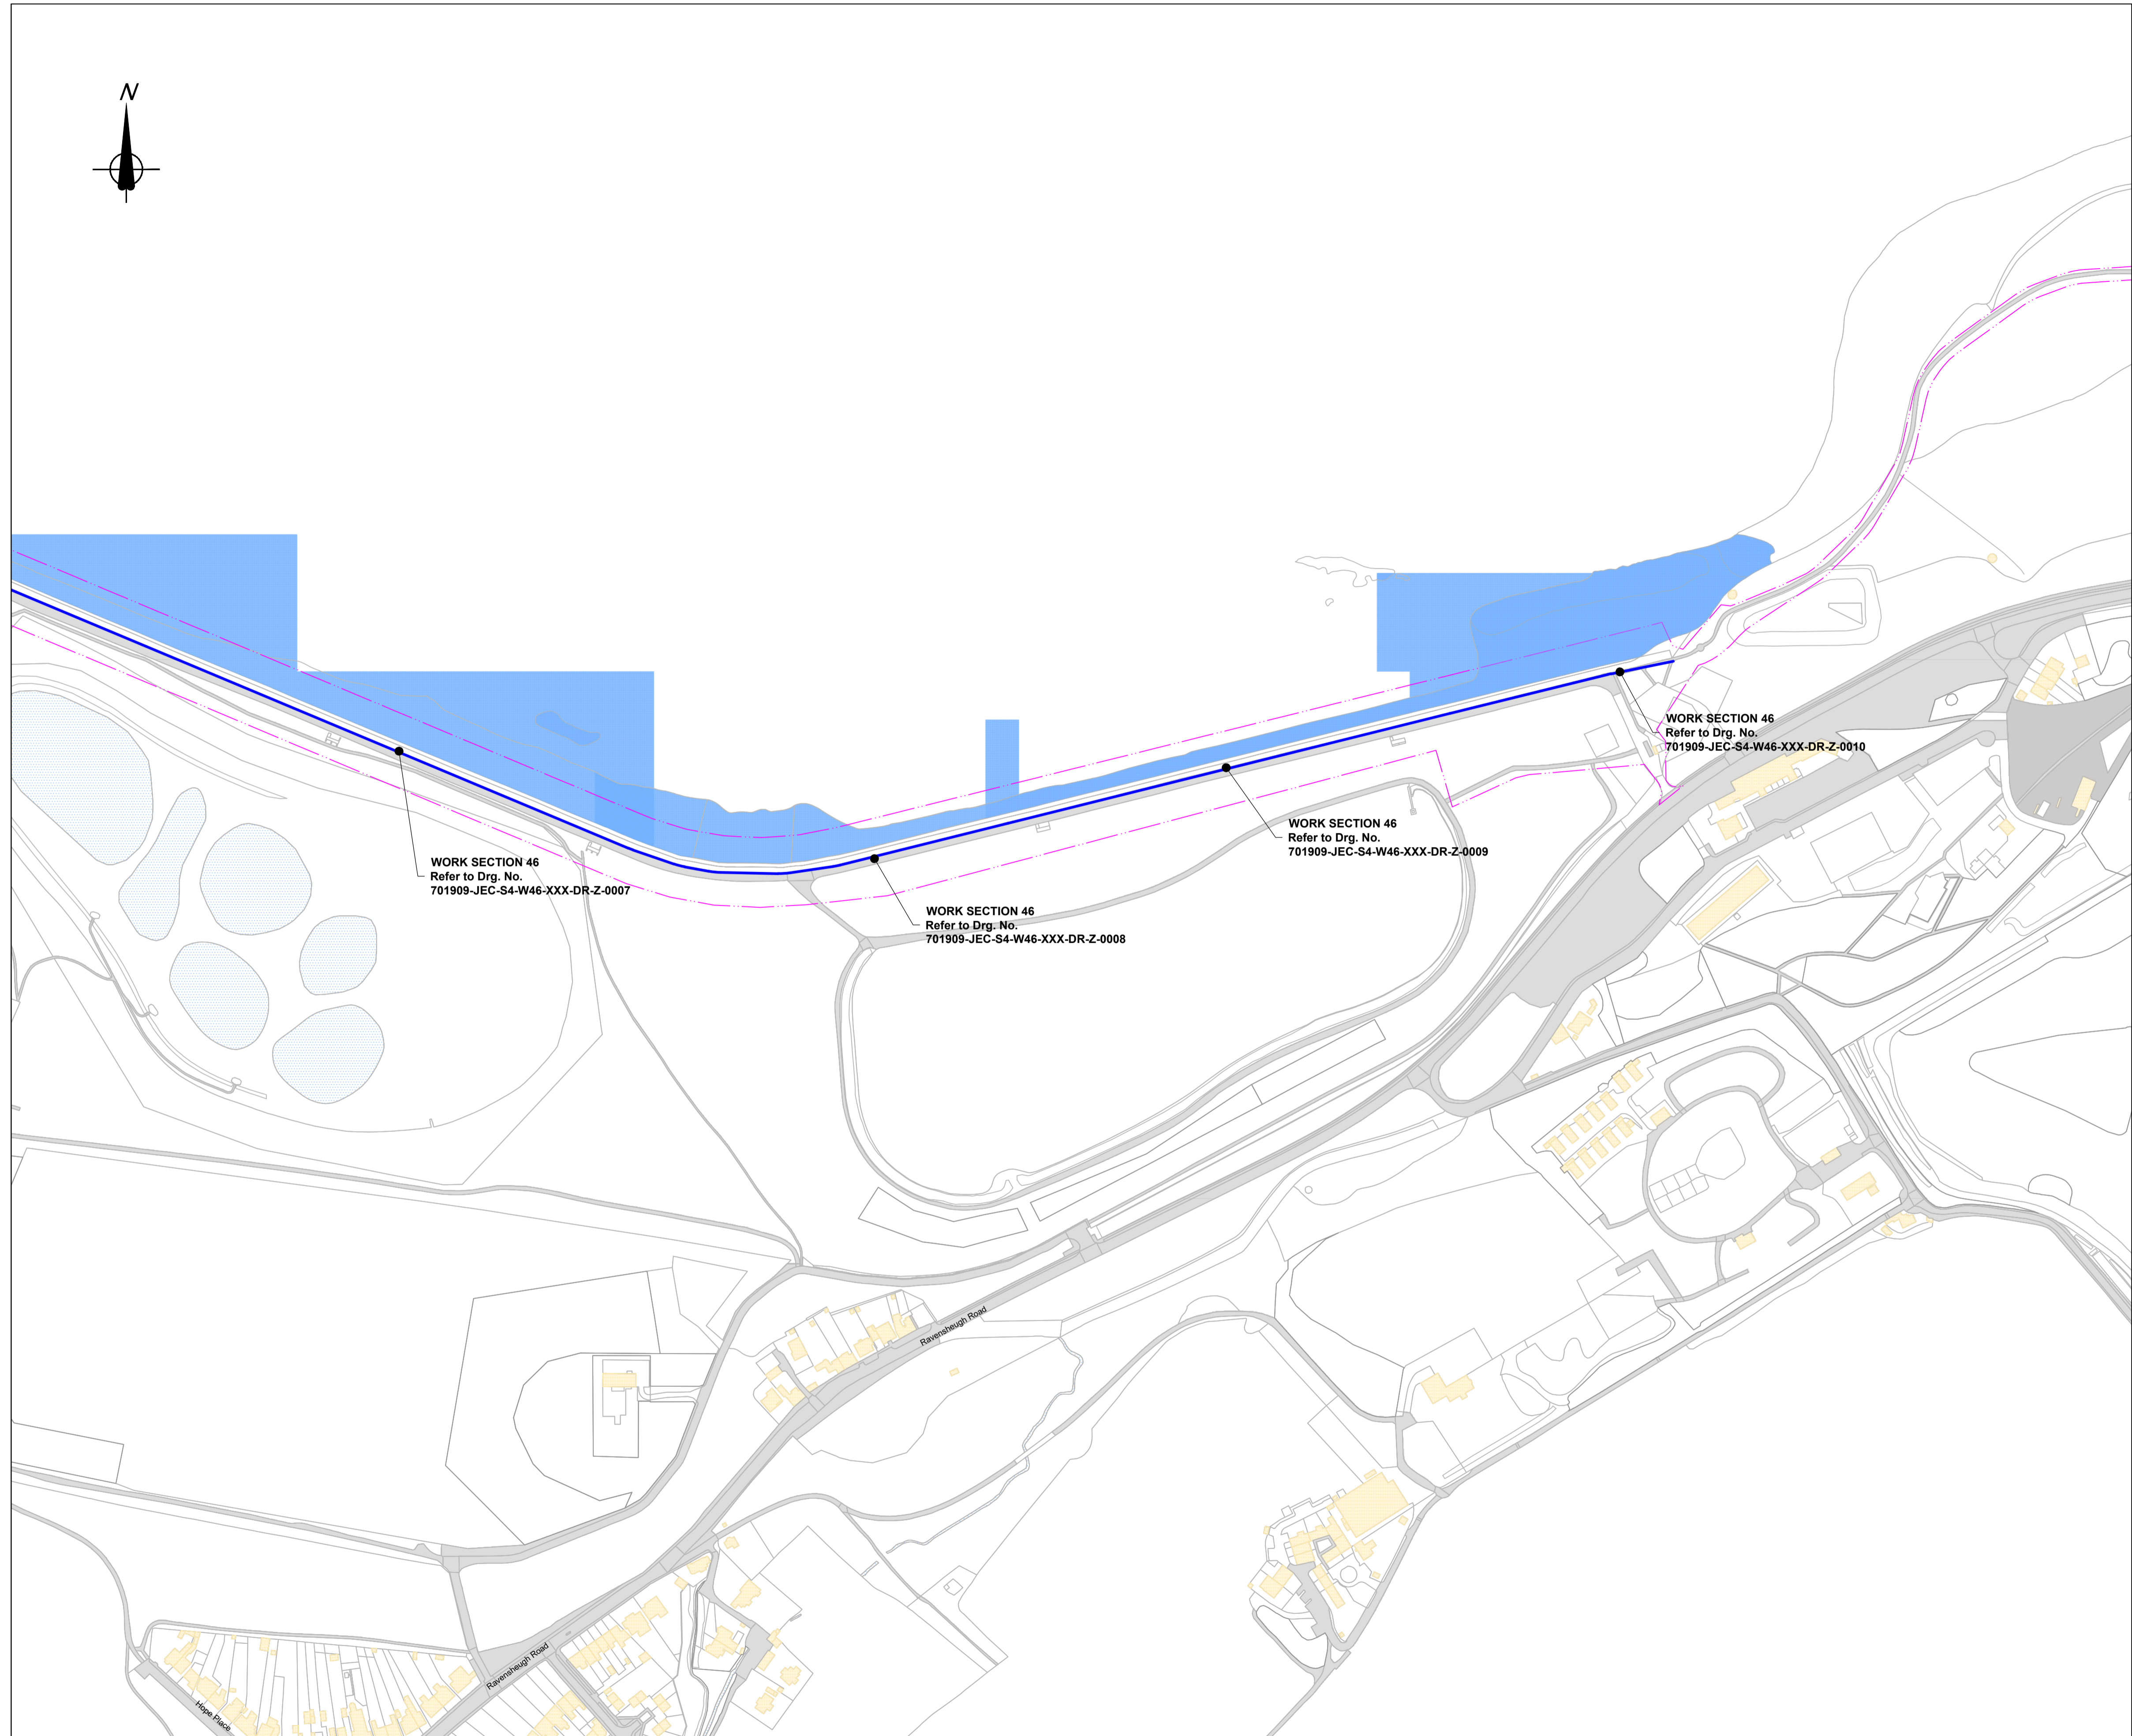 N
WORK SECTION 46
Refer to Drg. No.
701909-JEC-S4-W46-XXX-DR-Z-0010
WORK SECTION 46
Refer to Drg. No.
701909-JEC-S4-W46-XXX-DR-Z-0009
WORK SECTION 46
Refer to Drg. No.
701909-JEC-S4-W46-XXX-DR-Z-0007
WORK SECTION 46
Refer to Drg. No.
701909-JEC-S4-W46-XXX-DR-Z-0008
Ravensheugh Road
Ravensheugh Road
Hope Place